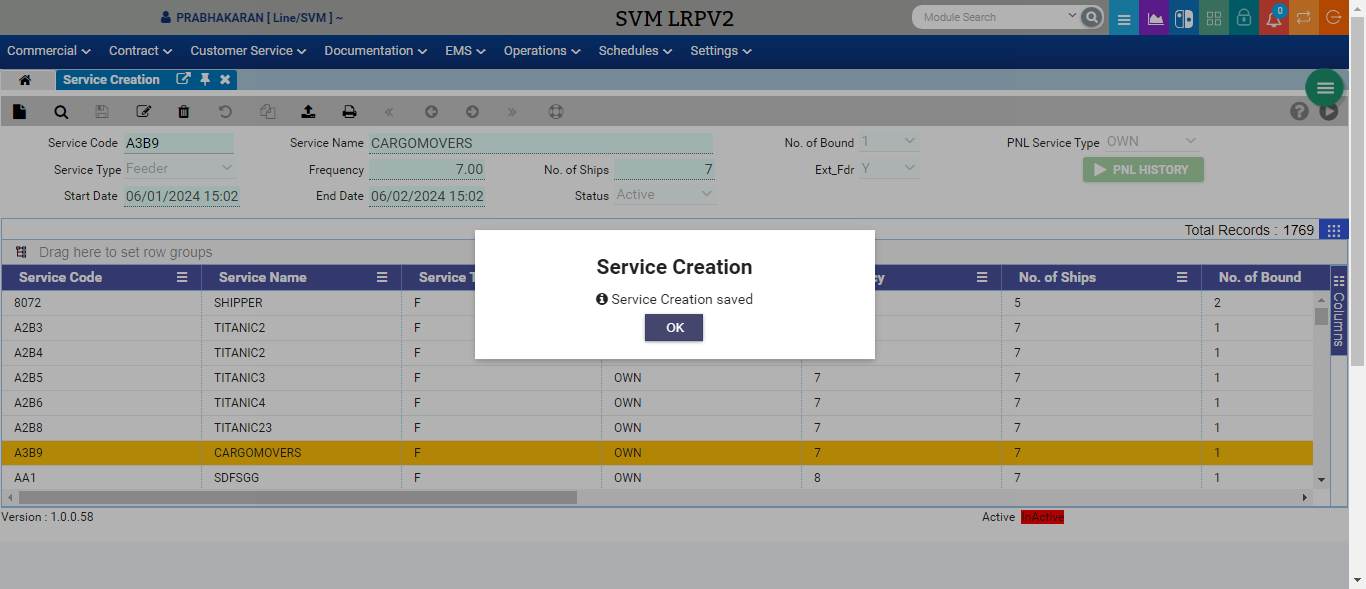 PRABHAKARAN [ Line/SVM ] ~ SVM LRPV2 Module Search 0
Commercial Contract Customer Service Documentation EMS Operations Schedules Settings
Service Creation
Service Code A3B9 Service Name CARGOMOVERS No. of Bound 1 PNL Service Type OWN
Service Type Feeder Frequency 7.00 No. of Ships 7 Ext_Fdr Y PNL HISTORY
Start Date 06/01/2024 15:02 End Date 06/02/2024 15:02 Status Active
Total Records : 1769
Drag here to set row groups
Service Code Service Name Service T cy No. of Ships No. of Bound
Columns
Service Creation
Service Creation saved
OK
8072 SHIPPER F 5 2
A2B3 TITANIC2 F 7 1
A2B4 TITANIC2 F 7 1
A2B5 TITANIC3 F OWN 7 7 1
A2B6 TITANIC4 F OWN 7 7 1
A2B8 TITANIC23 F OWN 7 7 1
A3B9 CARGOMOVERS F OWN 7 7 1
AA1 SDFSGG F OWN 8 7 1
Version : 1.0.0.58 Active InActive